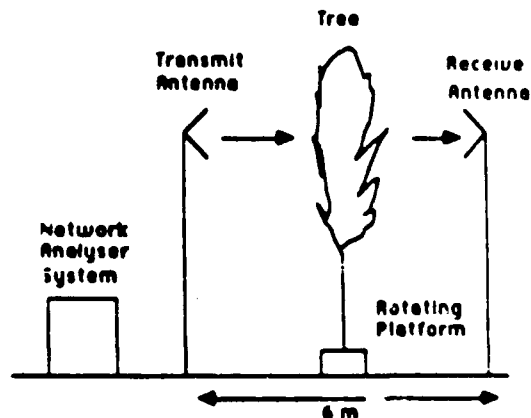 Tree
Transmit
Antenna
Receive
Antenna
Network
Analyser
System
Rotating
Platform
6 m